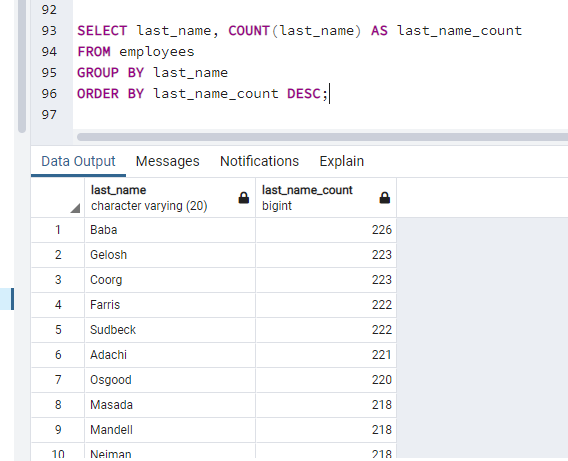 92
93 SELECT last_name, COUNT(last_name) AS last_name_count
94 FROM employees
95 GROUP BY last_name
96 ORDER BY last_name_count DESC;
97
Data Output Messages Notifications Explain
last_name last_name_count
character varying (20) bigint
1 Baba 226
2 Gelosh 223
3 Coorg 223
4 Farris 222
5 Sudbeck 222
6 Adachi 221
7 Osgood 220
8 Masada 218
9 Mandell 218
10 Neiman 218